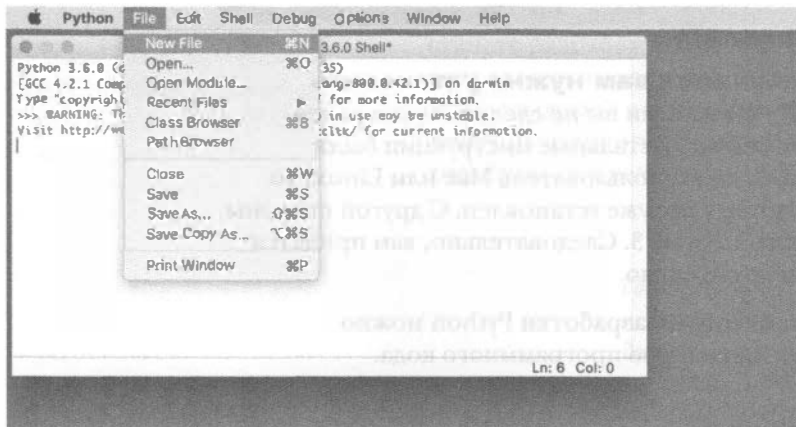 Python File Edit Shell Debug Options Window Help
New File ⌘N
Open... ⌘O
Open Module...
Recent Files ▶
Class Browser ⌘B
Path Browser
Close ⌘W
Save ⌘S
Save As... ⇧⌘S
Save Copy As... ⌥⌘S
Print Window ⌘P
3.6.0 Shell*
Python 3.6.0 ( 35)
[GCC 4.2.1 Comp ang-800.0.42.1)] on darwin
Type "copyright for more information.
>>> WARNING: Th in use may be unstable.
Visit http://w cltk/ for current information.
Ln: 6 Col: 0